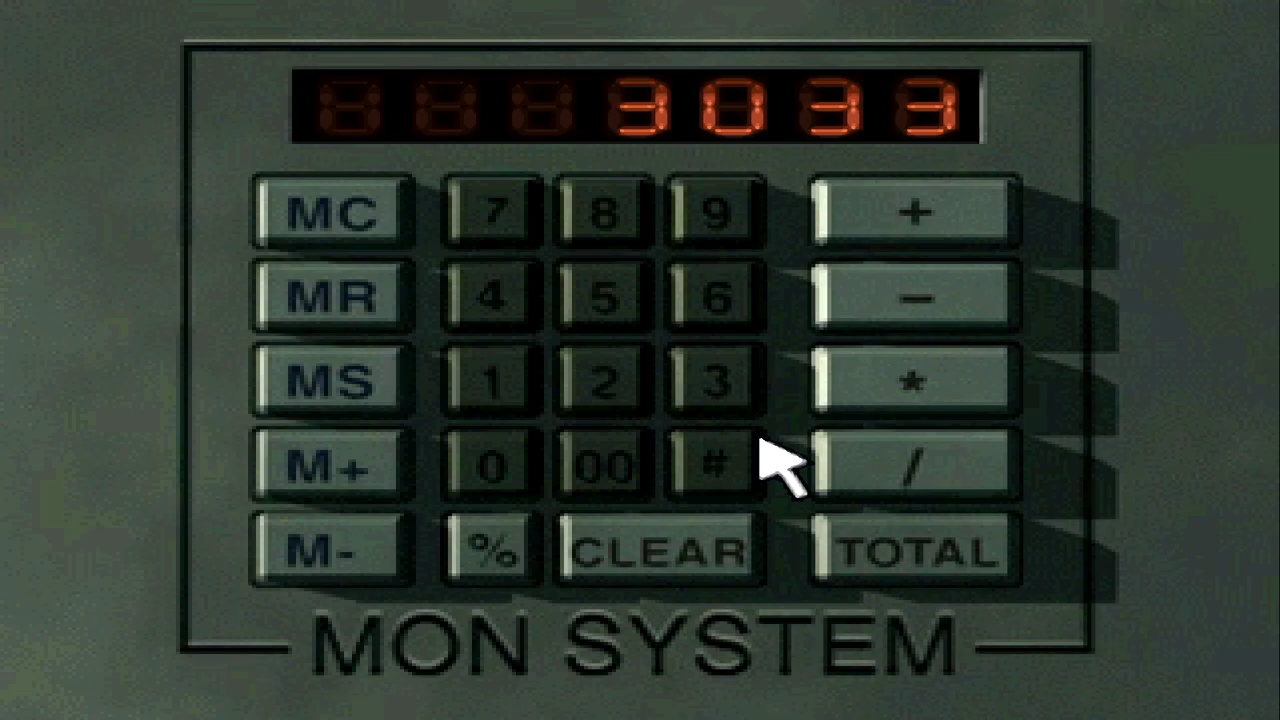 3033
MC 7 8 9 +
MR 4 5 6 -
MS 1 2 3 *
M+ 0 00 # /
M- % CLEAR TOTAL
MON SYSTEM